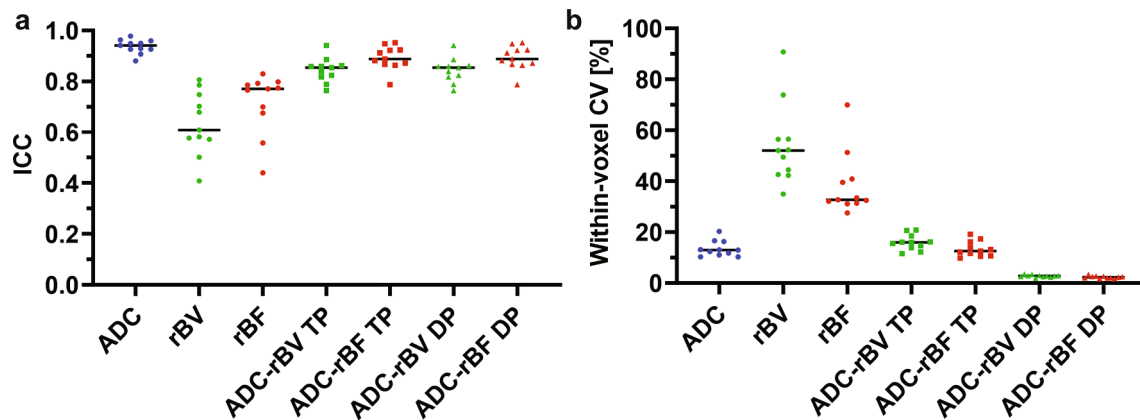 a
ICC
1.0
0.8
0.6
0.4
0.2
0.0
ADC
rBV
rBF
ADC-rBV TP
ADC-rBF TP
ADC-rBV DP
ADC-rBF DP
b
Within-voxel CV [%]
100
80
60
40
20
0
ADC
rBV
rBF
ADC-rBV TP
ADC-rBF TP
ADC-rBV DP
ADC-rBF DP